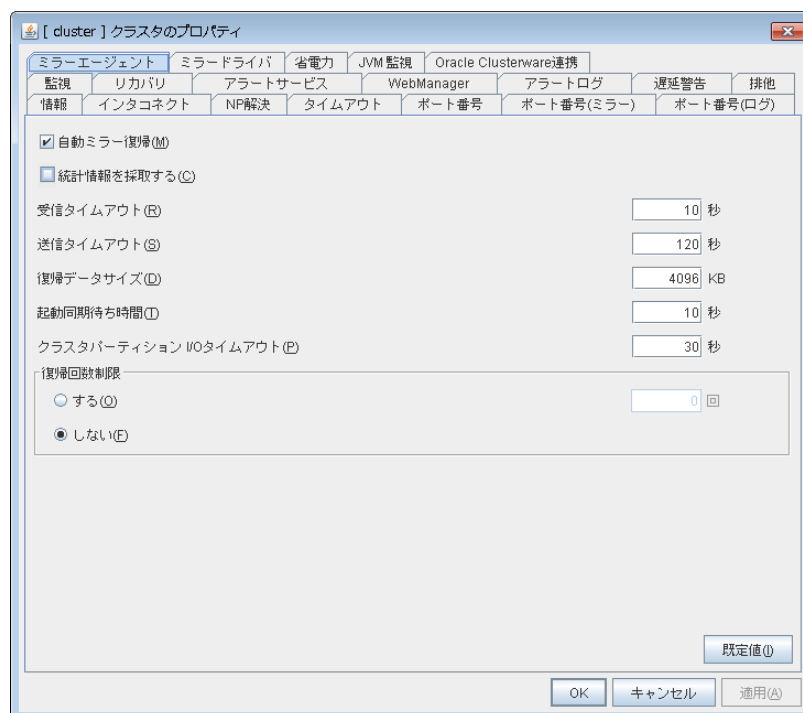 [ cluster ] クラスタのプロパティ
ミラーエージェント ミラードライバ 省電力 JVM 監視 Oracle Clusterware連携
監視 リカバリ アラートサービス WebManager アラートログ 遅延警告 排他
情報 インタコネクト NP解決 タイムアウト ポート番号 ポート番号(ミラー) ポート番号(ログ)
自動ミラー復帰(M)
統計情報を採取する(C)
受信タイムアウト(R) 10 秒
送信タイムアウト(S) 120 秒
復帰データサイズ(D) 4096 KB
起動同期待ち時間(T) 10 秒
クラスタパーティション I/Oタイムアウト(P) 30 秒
復帰回数制限
する(O) 0 回
しない(F)
既定値(I)
OK キャンセル 適用(A)